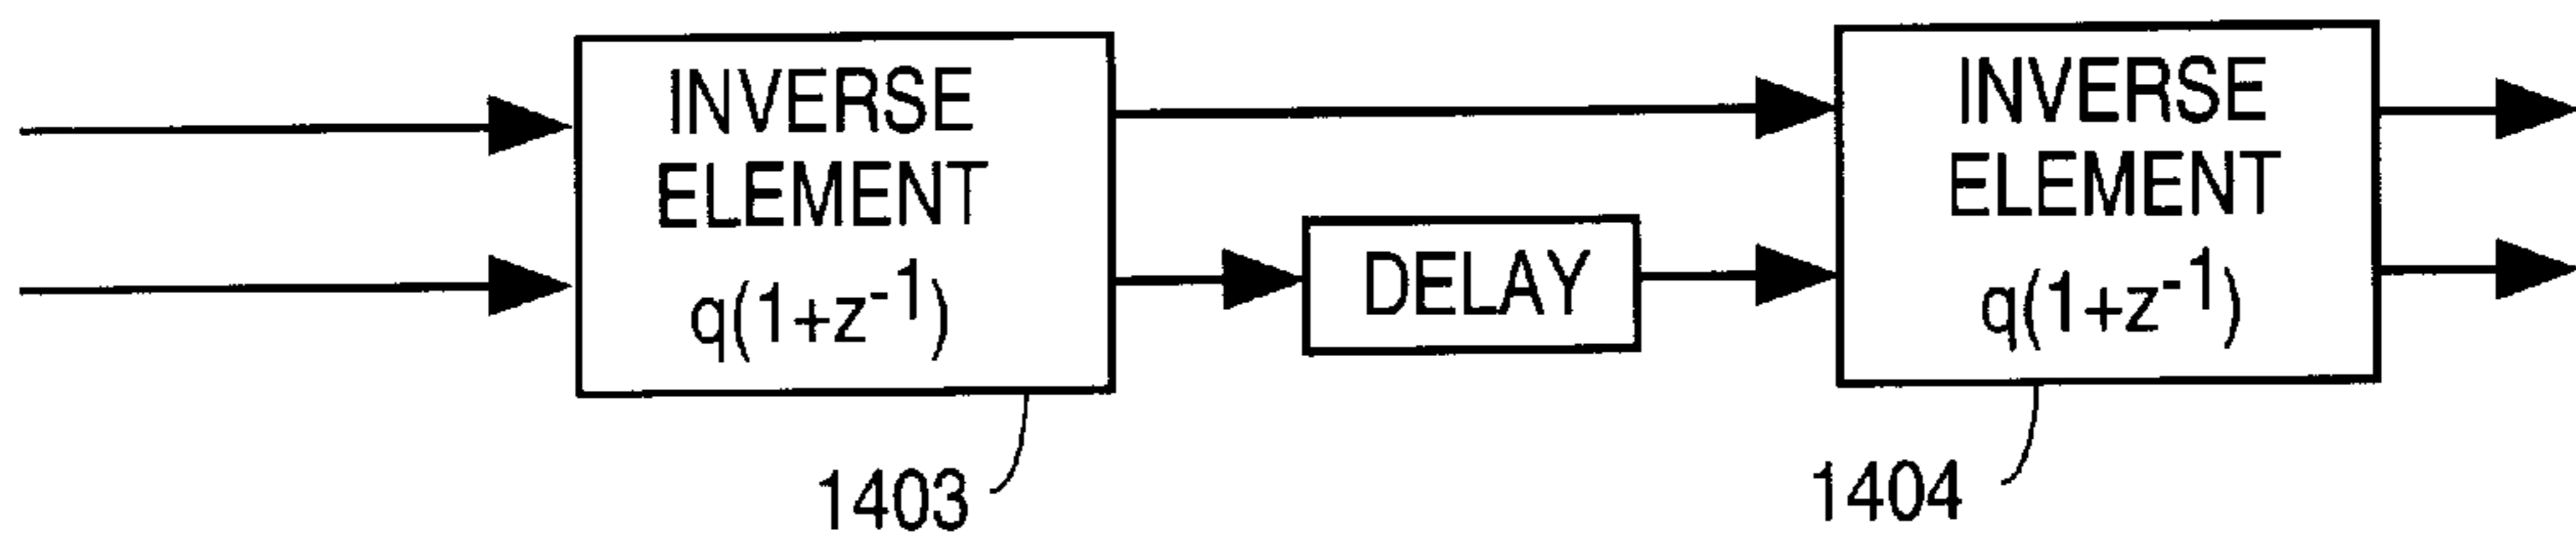 INVERSE
ELEMENT
q(1+z⁻¹)
DELAY
INVERSE
ELEMENT
q(1+z⁻¹)
1403
1404